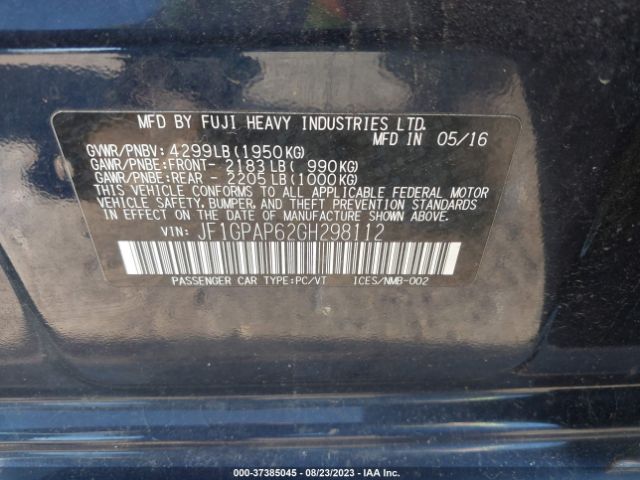 MFD BY FUJI HEAVY INDUSTRIES LTD.
MFD IN 05/16
GVWR/PNBV: 4299LB(1950KG)
GAWR/PNBE:FRONT- 2183LB( 990KG)
GAWR/PNBE:REAR - 2205LB(1000KG)
THIS VEHICLE CONFORMS TO ALL APPLICABLE FEDERAL MOTOR
VEHICLE SAFETY, BUMPER, AND THEFT PREVENTION STANDARDS
IN EFFECT ON THE DATE OF MANUFACTURE SHOWN ABOVE.
VIN: JF1GPAP62GH298112
PASSENGER CAR TYPE:PC/VT ICES/NMB-002
000-37385045 - 08/23/2023 - IAA Inc.